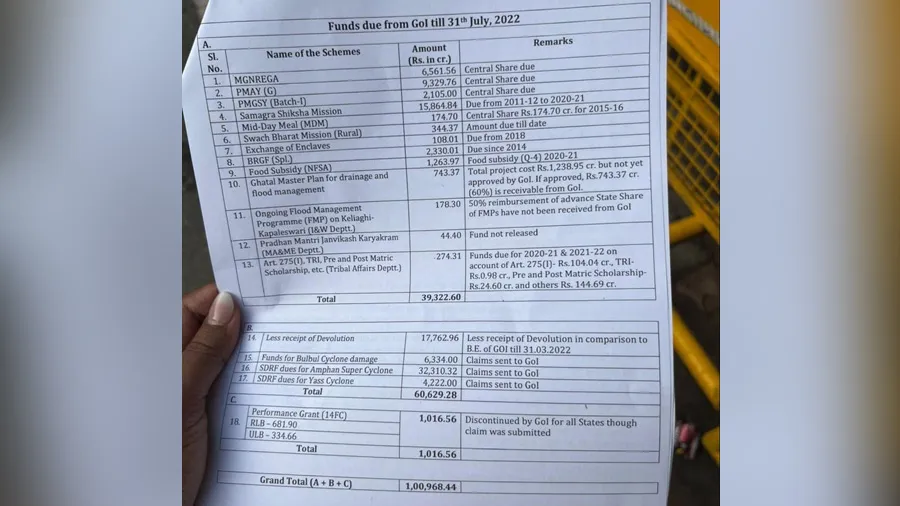 Funds due from GoI till 31th July, 2022
A.
Sl. No. Name of the Schemes Amount (Rs. in cr.) Remarks
1. MGNREGA 6,561.56 Central Share due
2. PMAY (G) 9,329.76 Central Share due
3. PMGSY (Batch-I) 2,105.00 Central Share due
4. Samagra Shiksha Mission 15,864.84 Due from 2011-12 to 2020-21
5. Mid-Day Meal (MDM) 174.70 Central Share Rs.174.70 cr. for 2015-16
6. Swach Bharat Mission (Rural) 344.37 Amount due till date
7. Exchange of Enclaves 108.01 Due from 2018
8. BRGF (Spl.) 2,330.01 Due since 2014
9. Food Subsidy (NFSA) 1,263.97 Food subsidy (Q-4) 2020-21
10. Ghatal Master Plan for drainage and 743.37 Total project cost Rs.1,238.95 cr. but not yet
flood management approved by GoI. If approved, Rs.743.37 cr.
(60%) is receivable from GoI.
11. Ongoing Flood Management 178.30 50% reimbursement of advance State Share
Programme (FMP) on Keliaghi- of FMPs have not been received from GoI
Kapaleswari (I&W Deptt.)
12. Pradhan Mantri Janvikash Karyakram 44.40 Fund not released
(MA&ME Deptt.)
13. Art. 275(I), TRI, Pre and Post Matric .274.31 Funds due for 2020-21 & 2021-22 on
Scholarship, etc. (Tribal Affairs Deptt.) account of Art. 275(I)- Rs.104.04 cr., TRI-
Rs.0.98 cr., Pre and Post Matric Scholarship-
Rs.24.60 cr. and others Rs. 144.69 cr.
Total 39,322.60
B.
14. Less receipt of Devolution 17,762.96 Less receipt of Devolution in comparison to
B.E. of GOI till 31.03.2022
15. Funds for Bulbul Cyclone damage 6,334.00 Claims sent to GoI
16. SDRF dues for Amphan Super Cyclone 32,310.32 Claims sent to GoI
17. SDRF dues for Yass Cyclone 4,222.00 Claims sent to GoI
Total 60,629.28
C.
18. Performance Grant (14FC) 1,016.56 Discontinued by GoI for all States though
RLB – 681.90 claim was submitted
ULB – 334.66
Total 1,016.56
Grand Total (A + B + C) 1,00,968.44